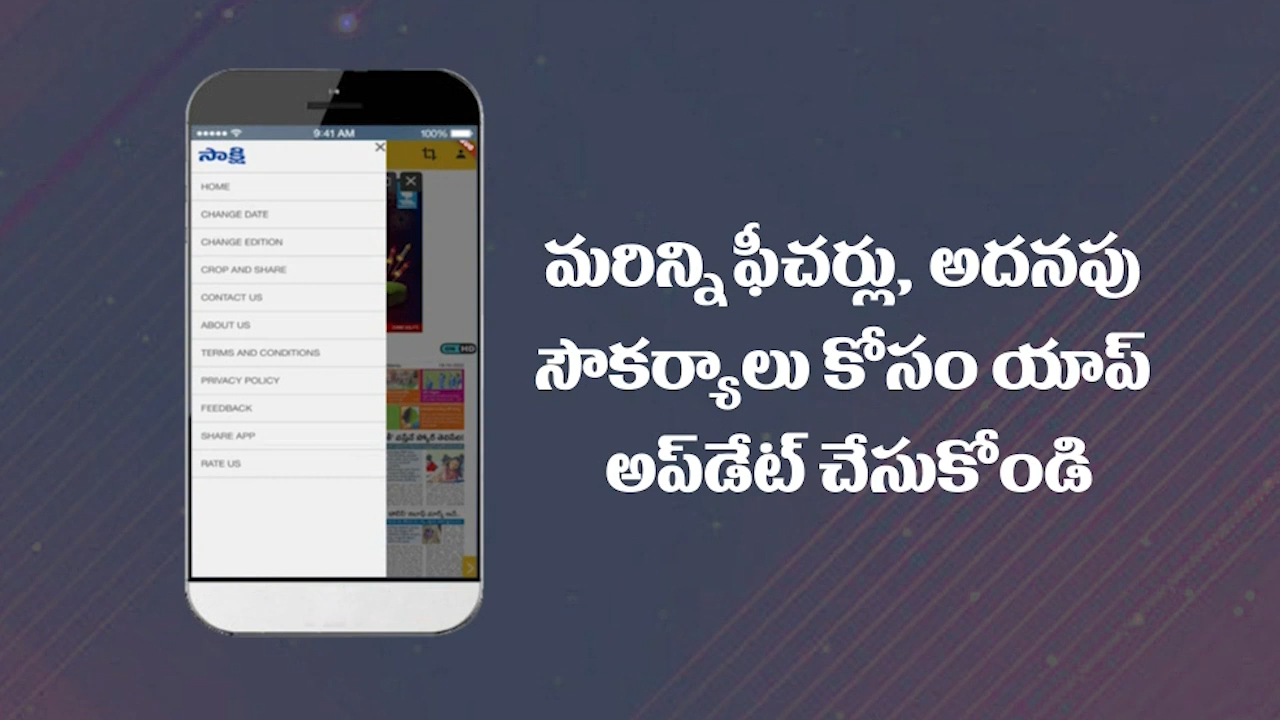 9:41 AM
100%
సాక్షి
HOME
CHANGE DATE
CHANGE EDITION
CROP AND SHARE
CONTACT US
ABOUT US
TERMS AND CONDITIONS
PRIVACY POLICY
FEEDBACK
SHARE APP
RATE US
HD
మరిన్ని ఫీచర్లు, అదనపు
సౌకర్యాలు కోసం యాప్
అప్‌డేట్ చేసుకోండి